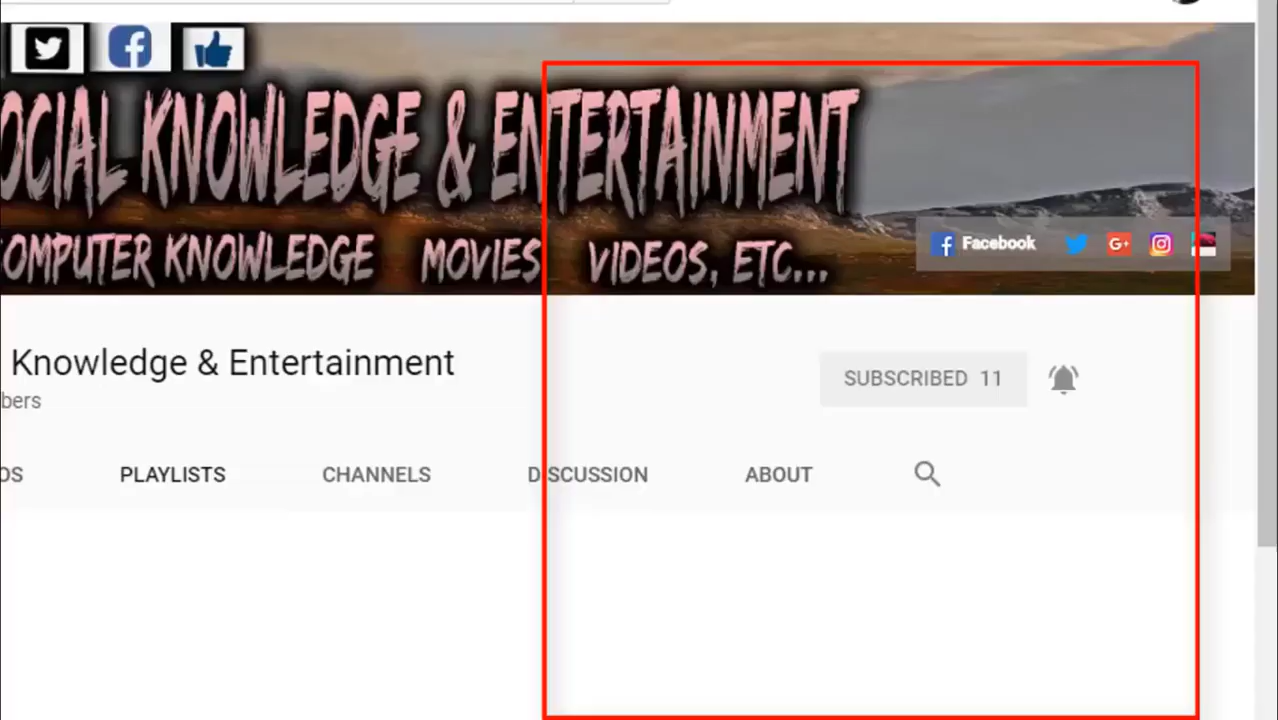 OCIAL KNOWLEDGE & ENTERTAINMENT
OMPUTER KNOWLEDGE MOVIES VIDEOS, ETC...
Facebook
Knowledge & Entertainment
SUBSCRIBED 11
bers
OS PLAYLISTS CHANNELS DISCUSSION ABOUT